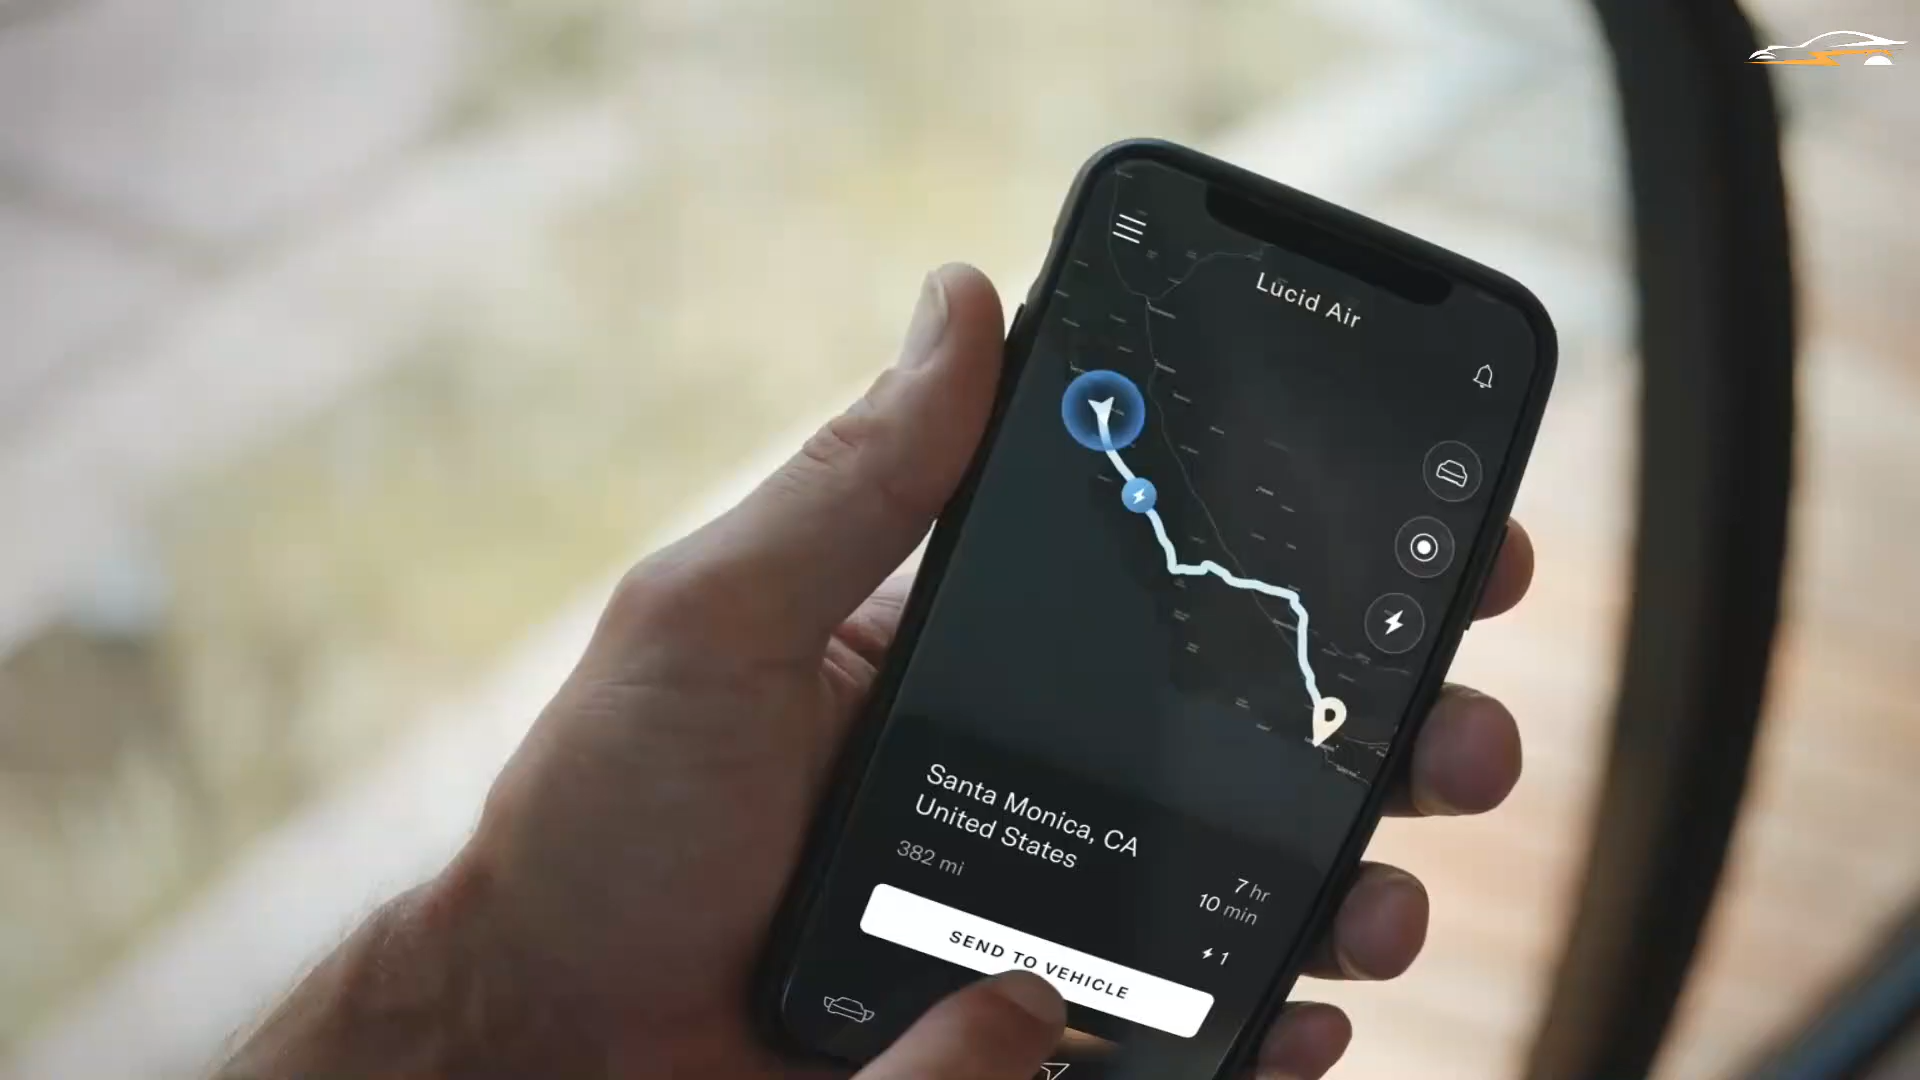 Lucid Air
Santa Monica, CA
United States
382 mi
7 hr
10 min
1
SEND TO VEHICLE